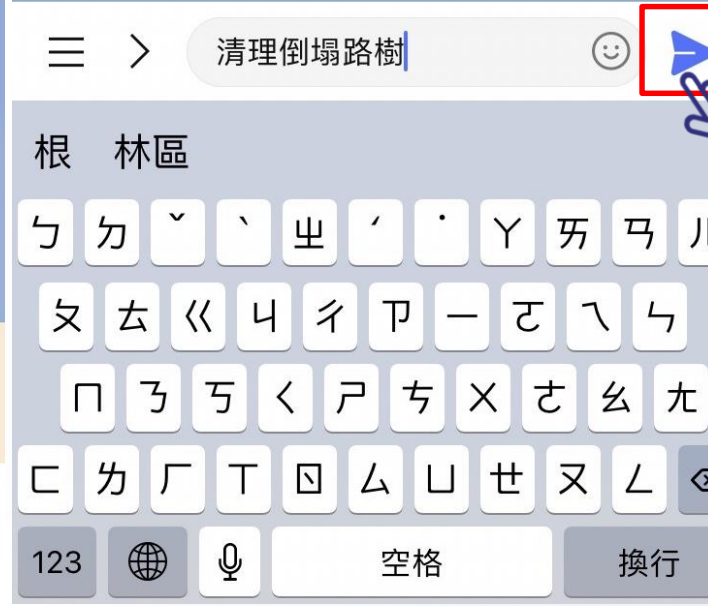 清理倒塌路樹
根 林區
ㄅ ㄉ ˇ ˋ ㄓ ˊ ˙ ㄚ ㄞ ㄢ ㄦ
ㄆ ㄊ ㄍ ㄐ ㄔ ㄗ ㄧ ㄛ ㄟ ㄣ
ㄇ ㄋ ㄎ ㄑ ㄕ ㄘ ㄨ ㄜ ㄠ ㄤ
ㄈ ㄌ ㄏ ㄒ ㄖ ㄙ ㄩ ㄝ ㄡ ㄥ
123 空格 換行